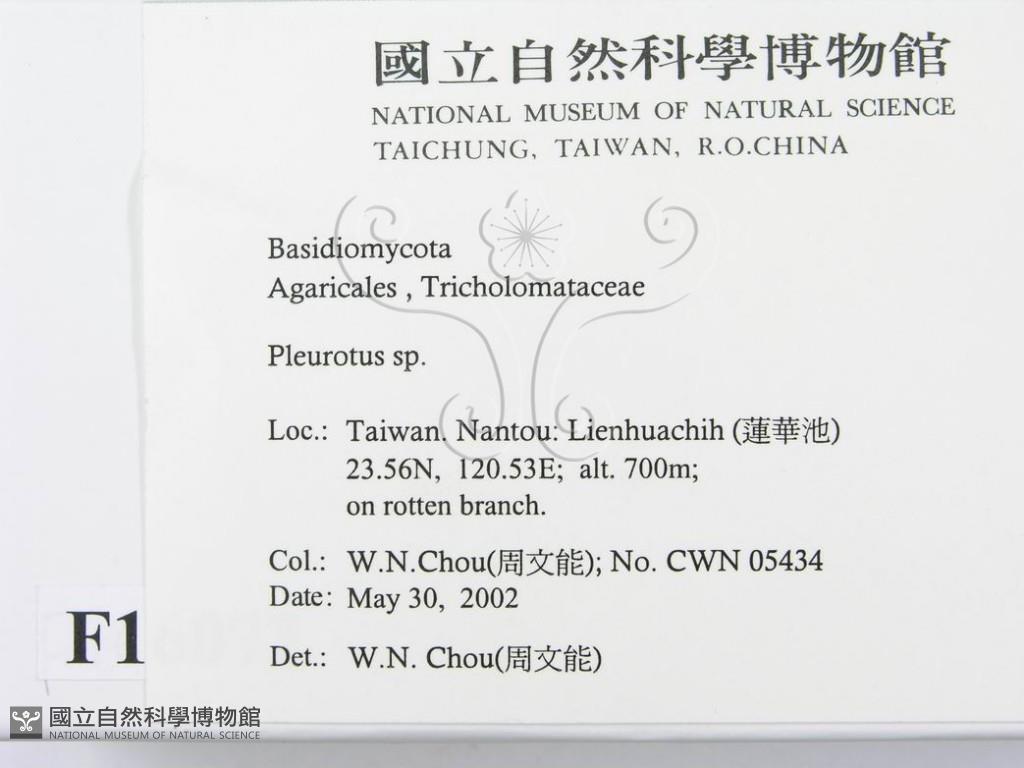 國立自然科學博物館
NATIONAL MUSEUM OF NATURAL SCIENCE
TAICHUNG, TAIWAN, R.O.CHINA
Basidiomycota
Agaricales , Tricholomataceae
Pleurotus sp.
Loc.: Taiwan. Nantou: Lienhuachih (蓮華池)
23.56N, 120.53E; alt. 700m;
on rotten branch.
Col.: W.N.Chou(周文能); No. CWN 05434
Date: May 30, 2002
Det.: W.N. Chou(周文能)
F1
國立自然科學博物館
NATIONAL MUSEUM OF NATURAL SCIENCE